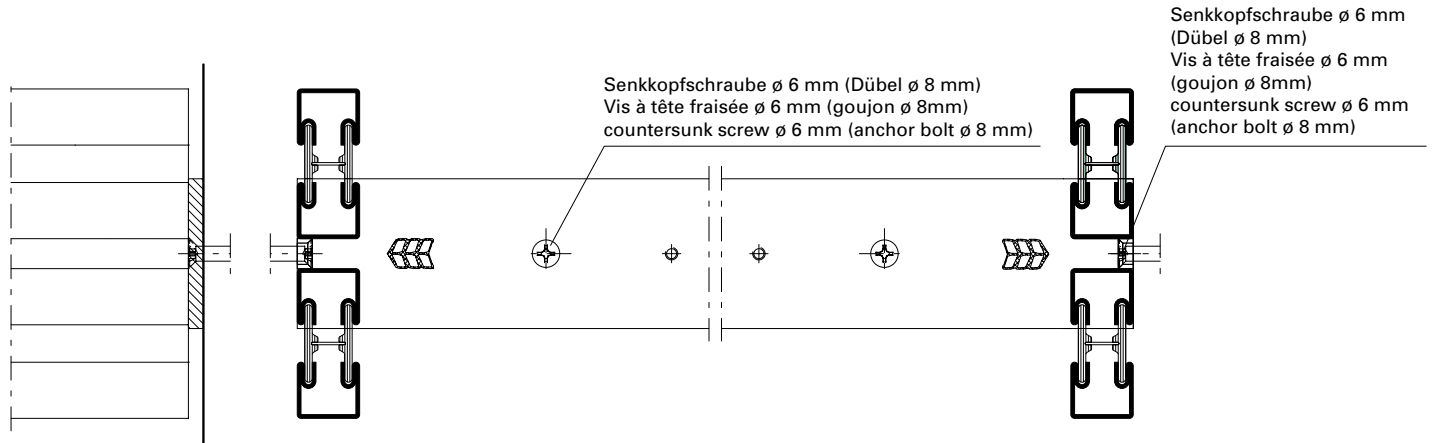 Senkkopfschraube ø 6 mm (Dübel ø 8 mm)
Vis à tête fraisée ø 6 mm (goujon ø 8mm)
countersunk screw ø 6 mm (anchor bolt ø 8 mm)
Senkkopfschraube ø 6 mm
(Dübel ø 8 mm)
Vis à tête fraisée ø 6 mm
(goujon ø 8mm)
countersunk screw ø 6 mm
(anchor bolt ø 8 mm)